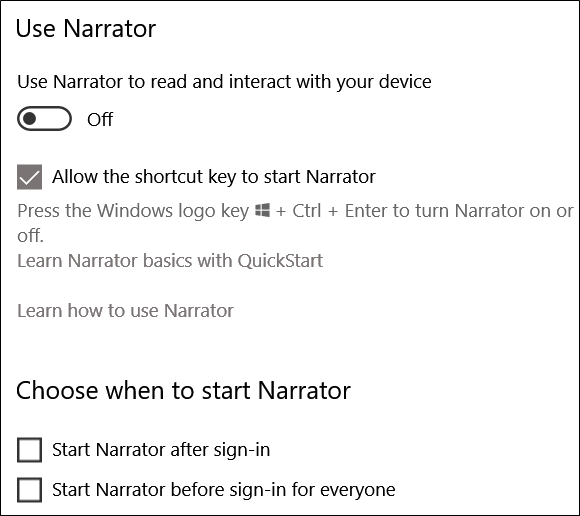 Use Narrator
Use Narrator to read and interact with your device
Off
Allow the shortcut key to start Narrator
Press the Windows logo key + Ctrl + Enter to turn Narrator on or
off.
Learn Narrator basics with QuickStart
Learn how to use Narrator
Choose when to start Narrator
Start Narrator after sign-in
Start Narrator before sign-in for everyone